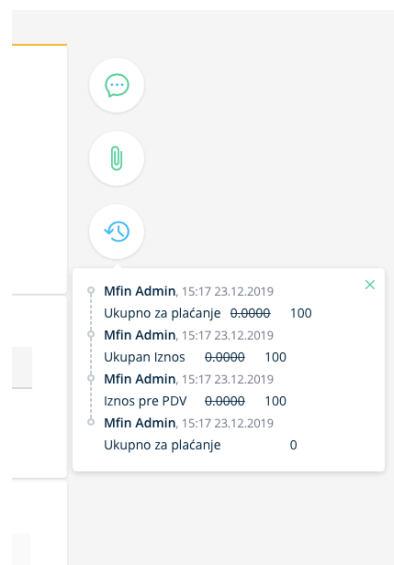 Mfin Admin, 15:17 23.12.2019
Ukupno za plaćanje 0.0000 100
Mfin Admin, 15:17 23.12.2019
Ukupan Iznos 0.0000 100
Mfin Admin, 15:17 23.12.2019
Iznos pre PDV 0.0000 100
Mfin Admin, 15:17 23.12.2019
Ukupno za plaćanje 0